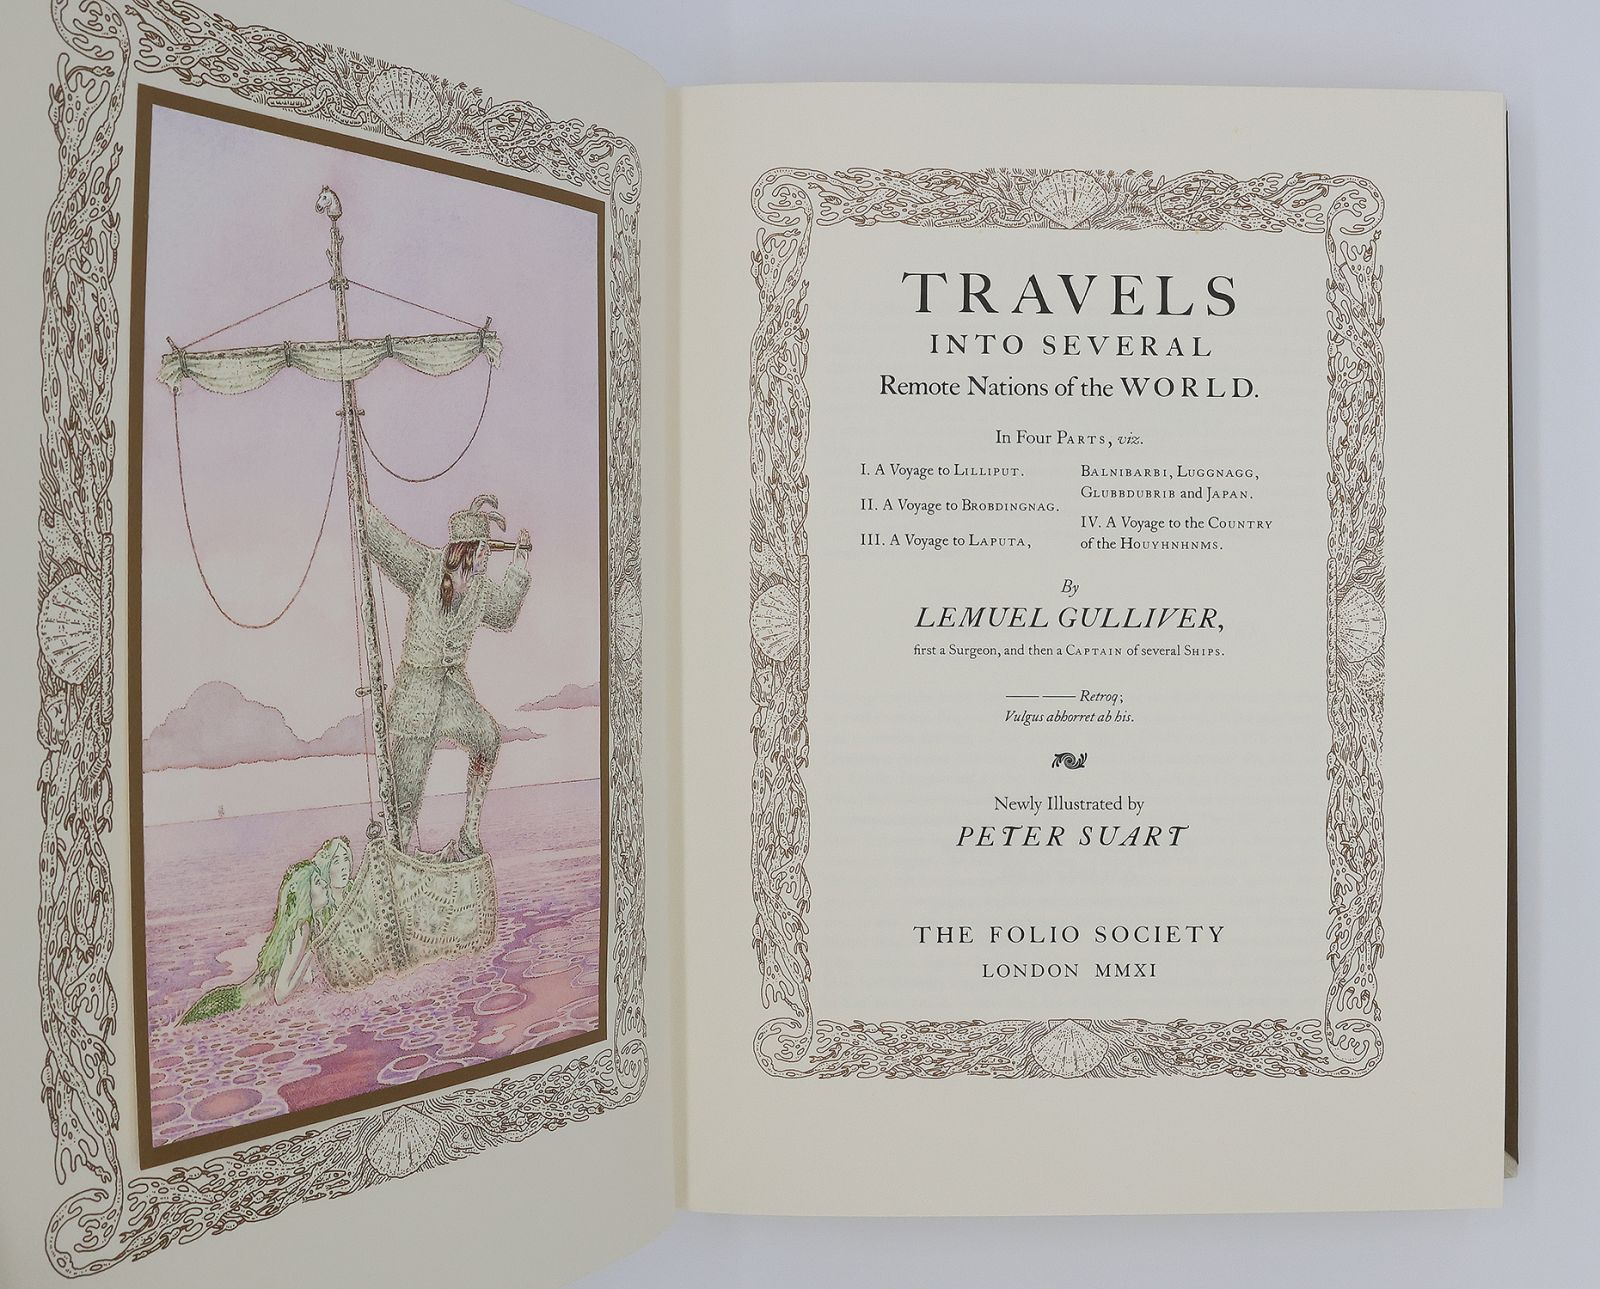 TRAVELS
INTO SEVERAL
Remote Nations of the WORLD.
In Four PARTS, viz.
I. A Voyage to LILLIPUT.
II. A Voyage to BROBDINGNAG.
III. A Voyage to LAPUTA,
BALNIBARBI, LUGGNAGG,
GLUBBDUBRIB and JAPAN.
IV. A Voyage to the COUNTRY
of the HOUYHNHNMS.
By
LEMUEL GULLIVER,
first a Surgeon, and then a CAPTAIN of several SHIPS.
—— —— Retroq;
Vulgus abhorret ab his.
Newly Illustrated by
PETER SUART
THE FOLIO SOCIETY
LONDON MMXI